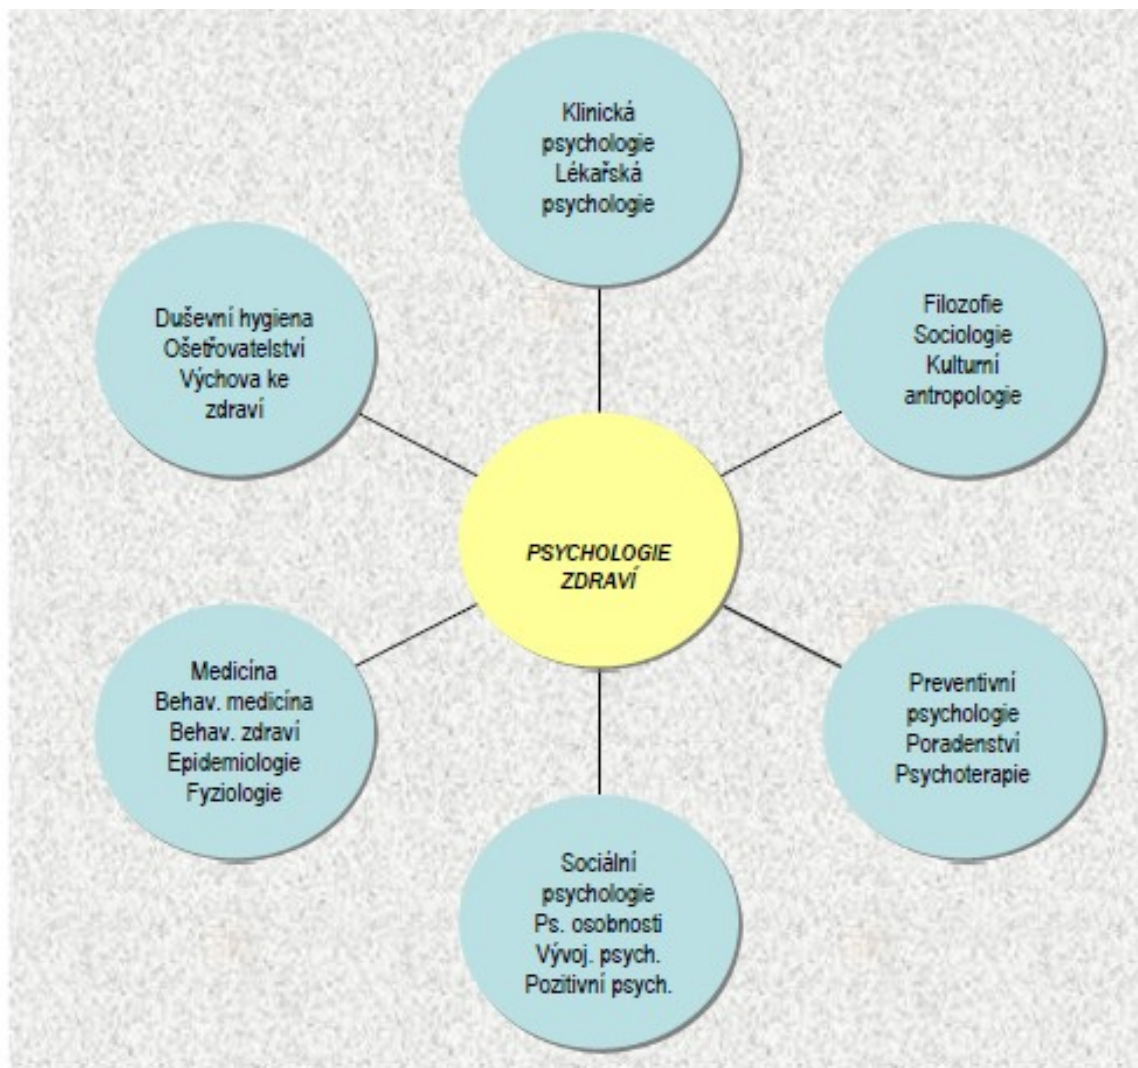 Klinická
psychologie
Lékařská
psychologie
Duševní hygiena
Ošetřovatelství
Výchova ke
zdraví
Filozofie
Sociologie
Kulturní
antropologie
PSYCHOLOGIE
ZDRAVÍ
Medicína
Behav. medicína
Behav. zdraví
Epidemiologie
Fyziologie
Preventivní
psychologie
Poradenství
Psychoterapie
Sociální
psychologie
Ps. osobnosti
Vývoj. psych.
Pozitivní psych.